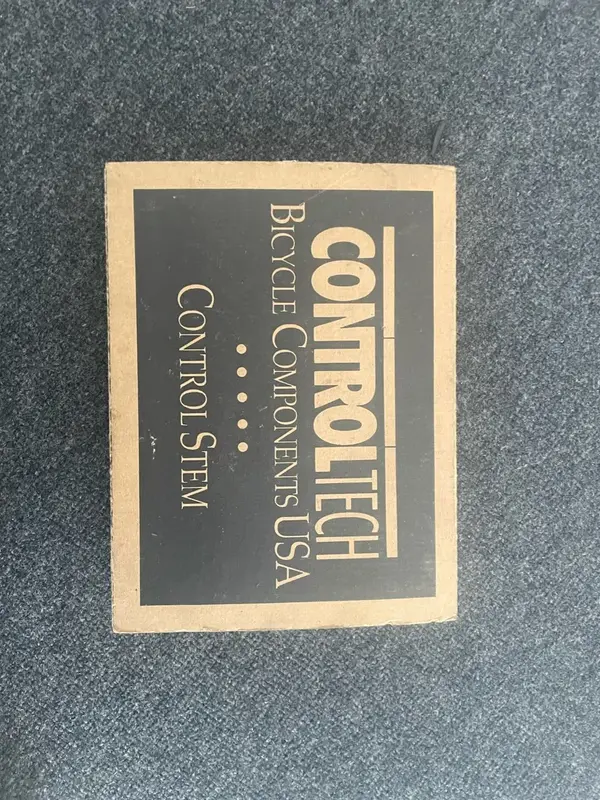 CONTROLTECH
BICYCLE COMPONENTS USA
CONTROL STEM